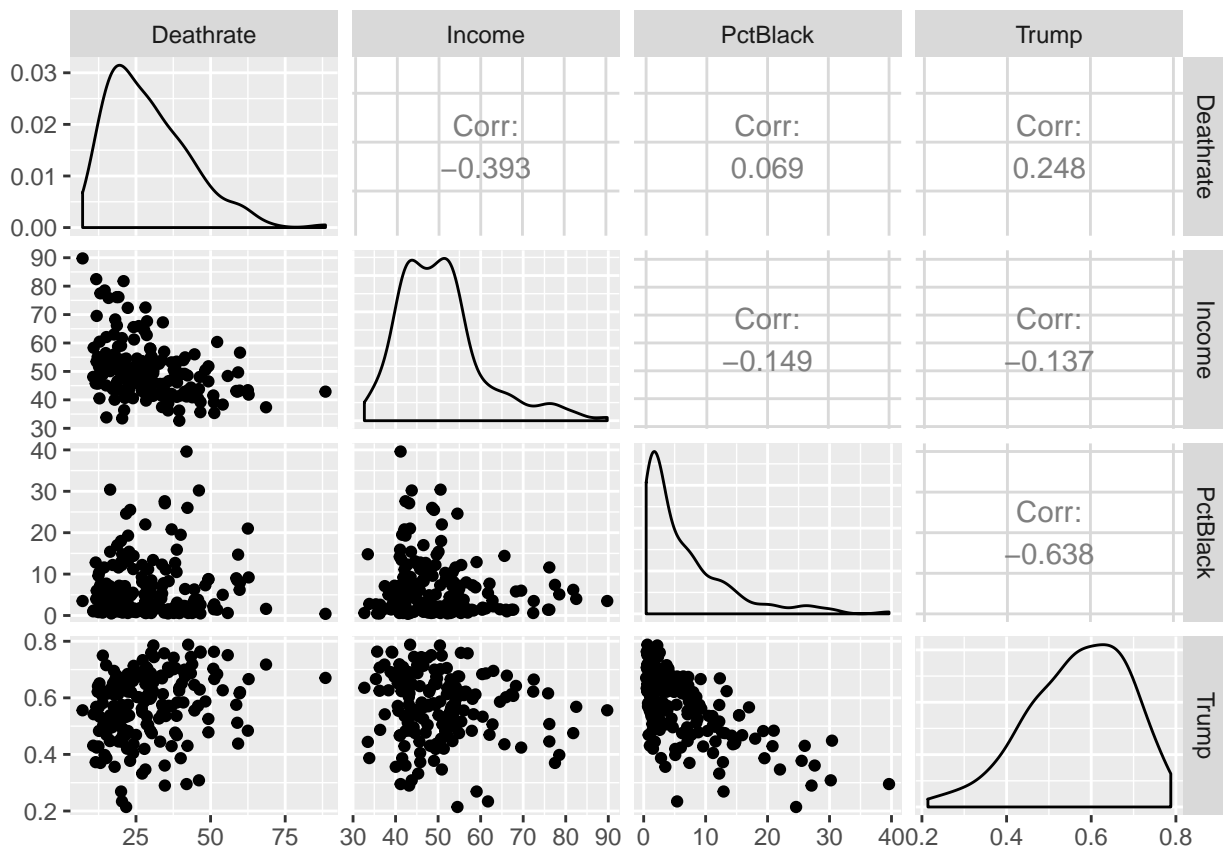 Deathrate Income PctBlack Trump
0.03
0.02
0.01
0.00
Corr:
−0.393
Corr:
0.069
Corr:
0.248
Deathrate
90
80
70
60
50
40
30
Corr:
−0.149
Corr:
−0.137
Income
40
30
20
10
0
Corr:
−0.638
PctBlack
0.8
0.6
0.4
0.2
Trump
25 50 75 30 40 50 60 70 80 90 0 10 20 30 40 0.2 0.4 0.6 0.8